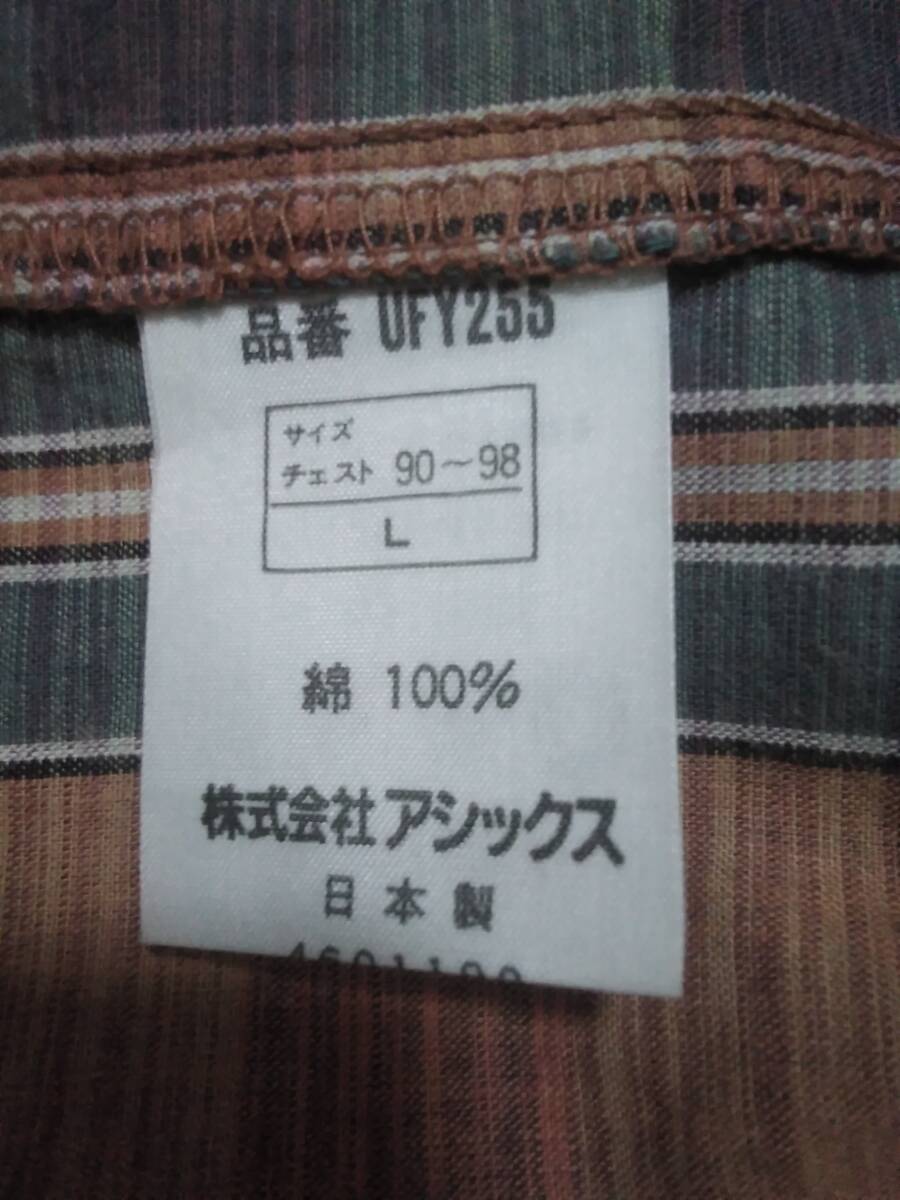 品番 UFY255
サイズ
チェスト 90～98
L
綿 100%
株式会社アシックス
日本製